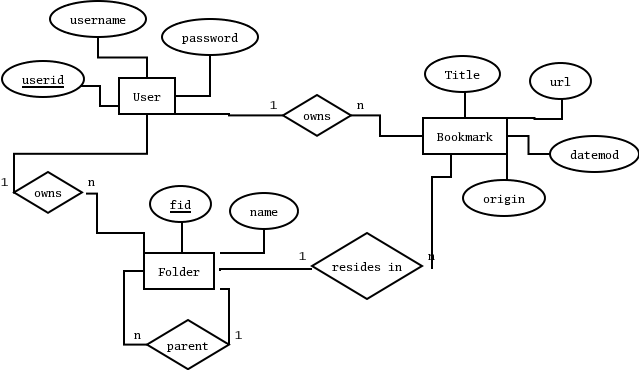 username
password
userid
User
1
owns
n
Title
url
Bookmark
datemod
origin
1
owns
n
fid
name
Folder
1
resides in
n
n
parent
1